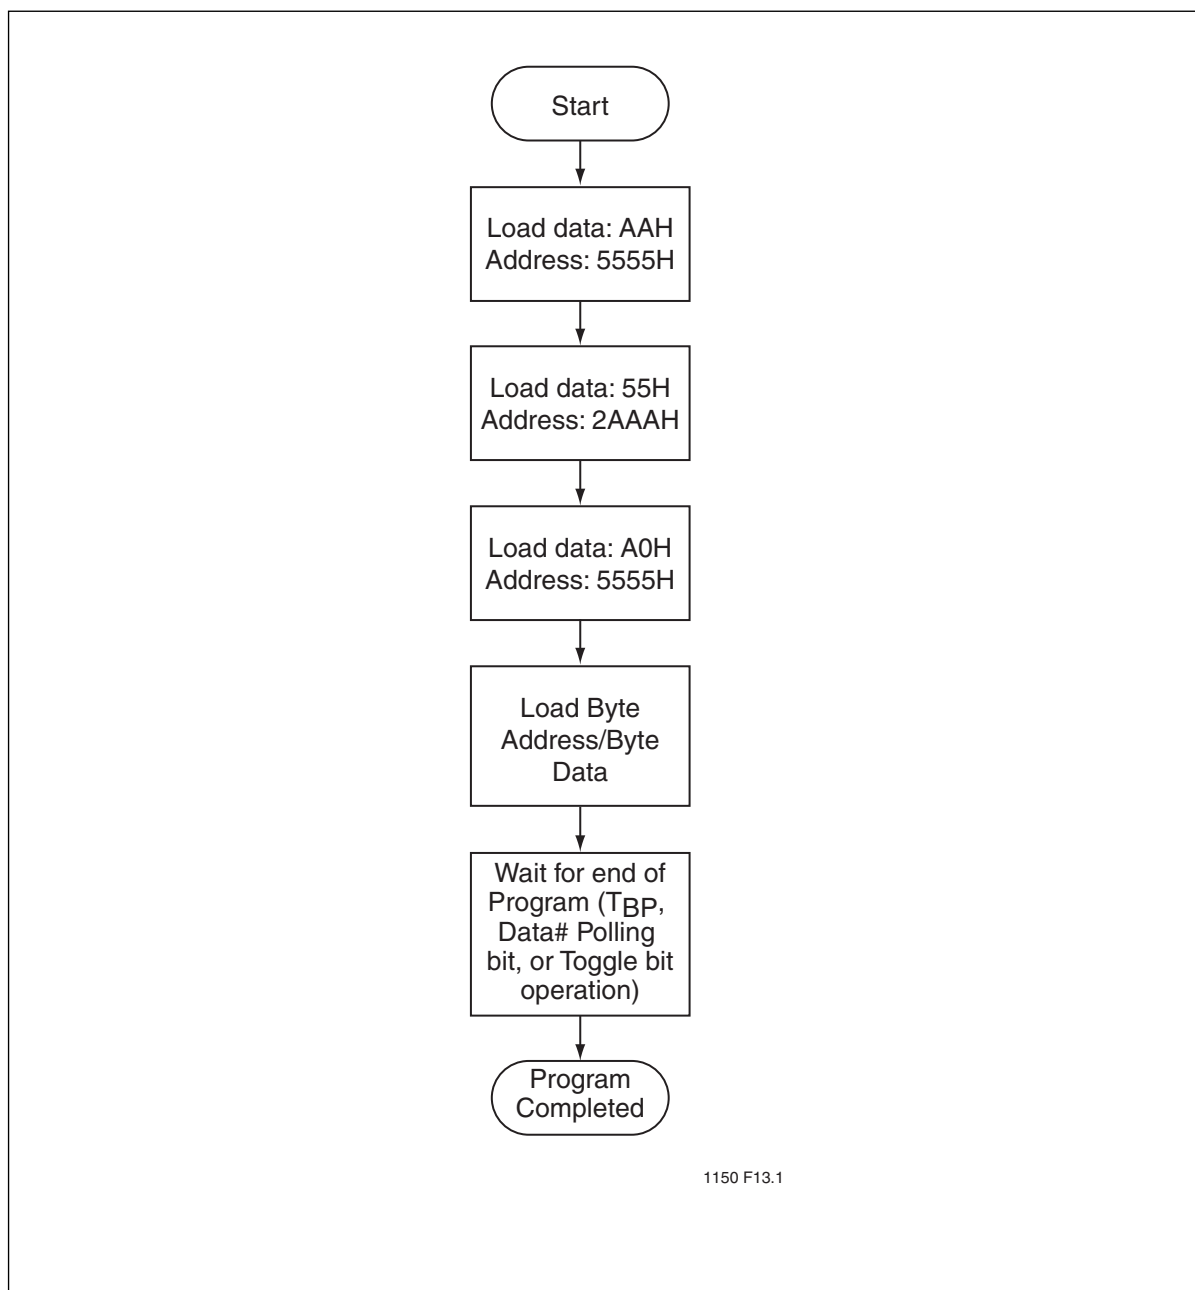 Start
Load data: AAH
Address: 5555H
Load data: 55H
Address: 2AAAH
Load data: A0H
Address: 5555H
Load Byte
Address/Byte
Data
Wait for end of
Program (TBP,
Data# Polling
bit, or Toggle bit
operation)
Program
Completed
1150 F13.1